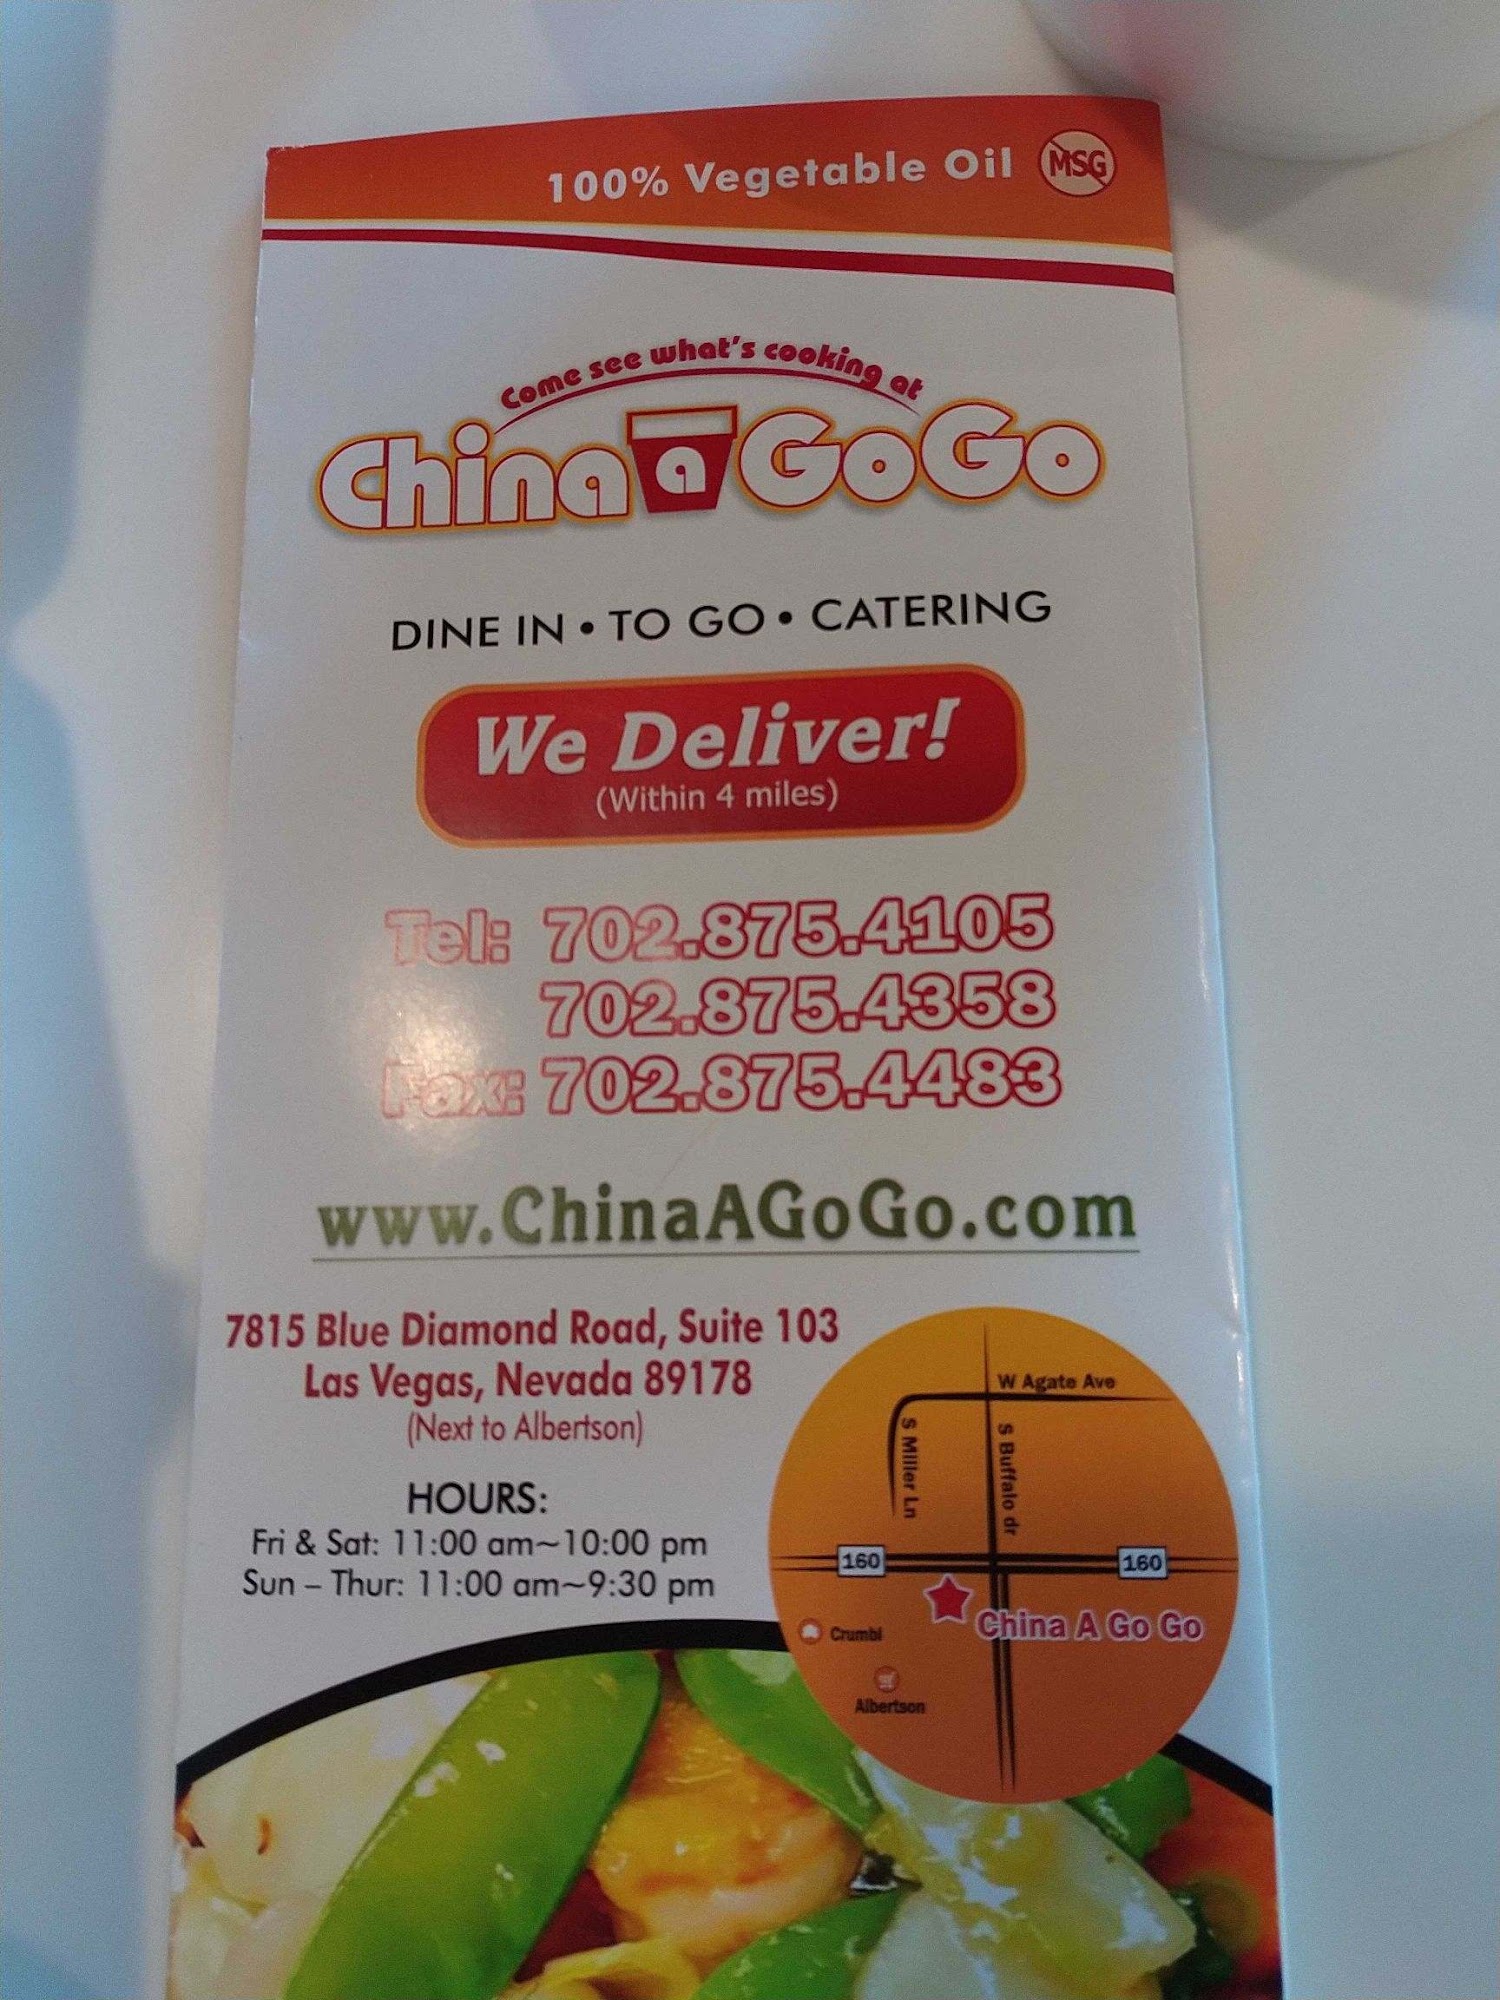 100% Vegetable Oil MSG
Come see what's cooking at
China a GoGo
DINE IN • TO GO • CATERING
We Deliver!
(Within 4 miles)
Tel: 702.875.4105
702.875.4358
Fax: 702.875.4483
www.ChinaAGoGo.com
7815 Blue Diamond Road, Suite 103
Las Vegas, Nevada 89178
(Next to Albertson)
HOURS:
Fri & Sat: 11:00 am~10:00 pm
Sun – Thur: 11:00 am~9:30 pm
W Agate Ave
S Miller Ln
S Buffalo dr
160
160
China A Go Go
Crumbl
Albertson